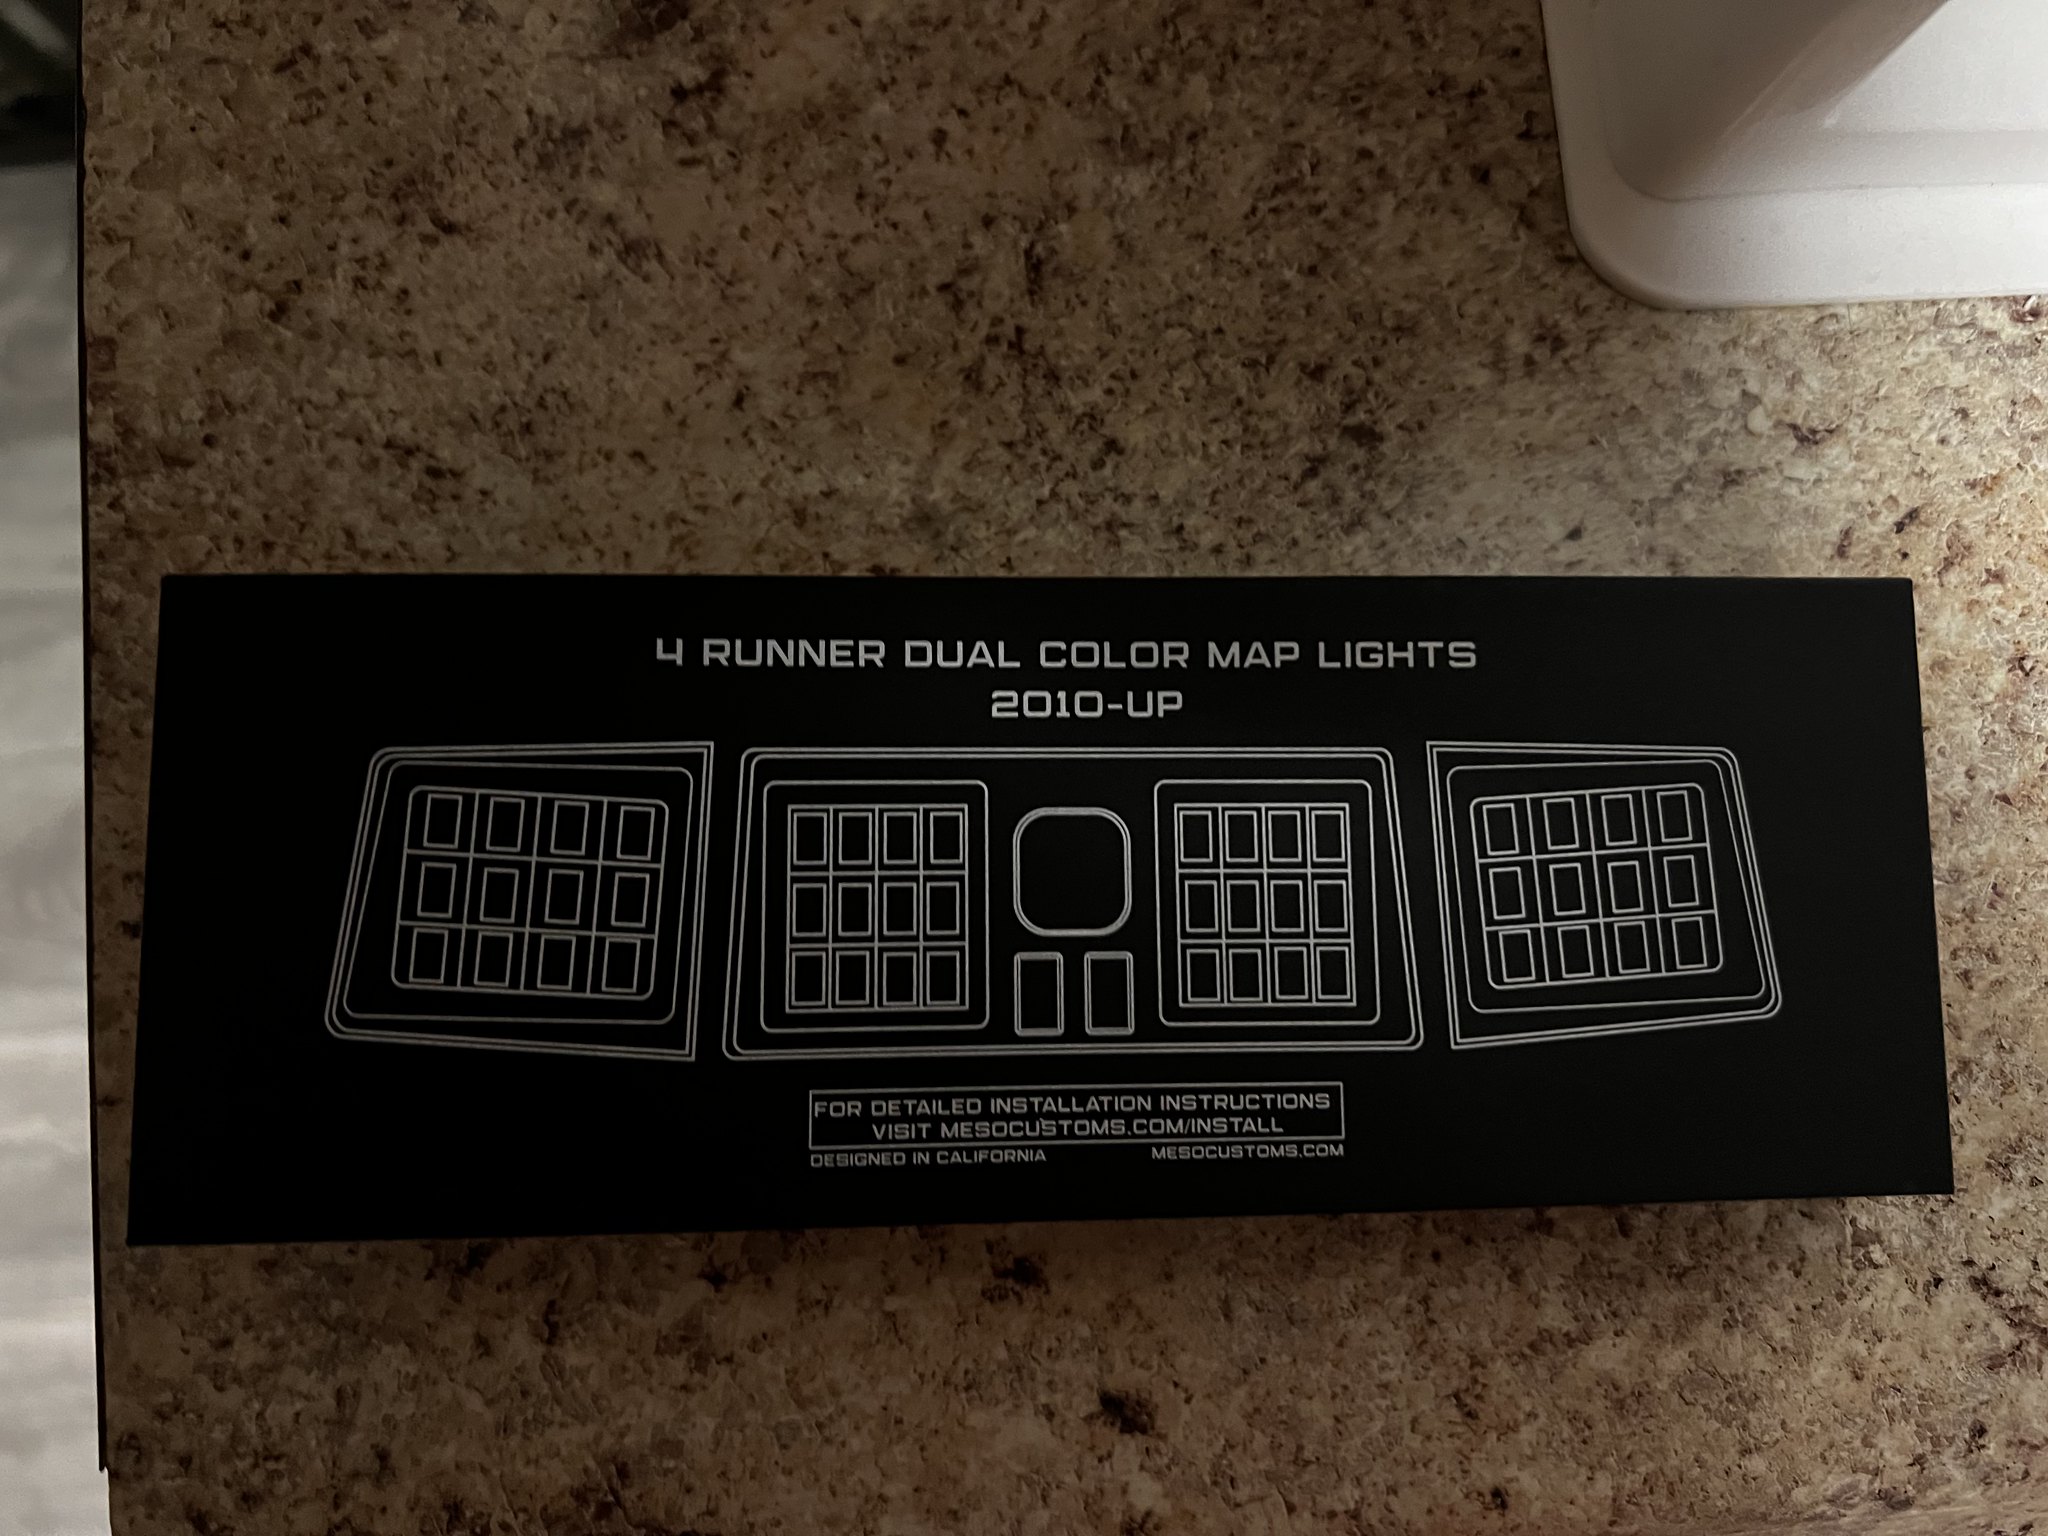 4 RUNNER DUAL COLOR MAP LIGHTS
2010-UP
FOR DETAILED INSTALLATION INSTRUCTIONS
VISIT MESOCUSTOMS.COM/INSTALL
DESIGNED IN CALIFORNIA
MESOCUSTOMS.COM